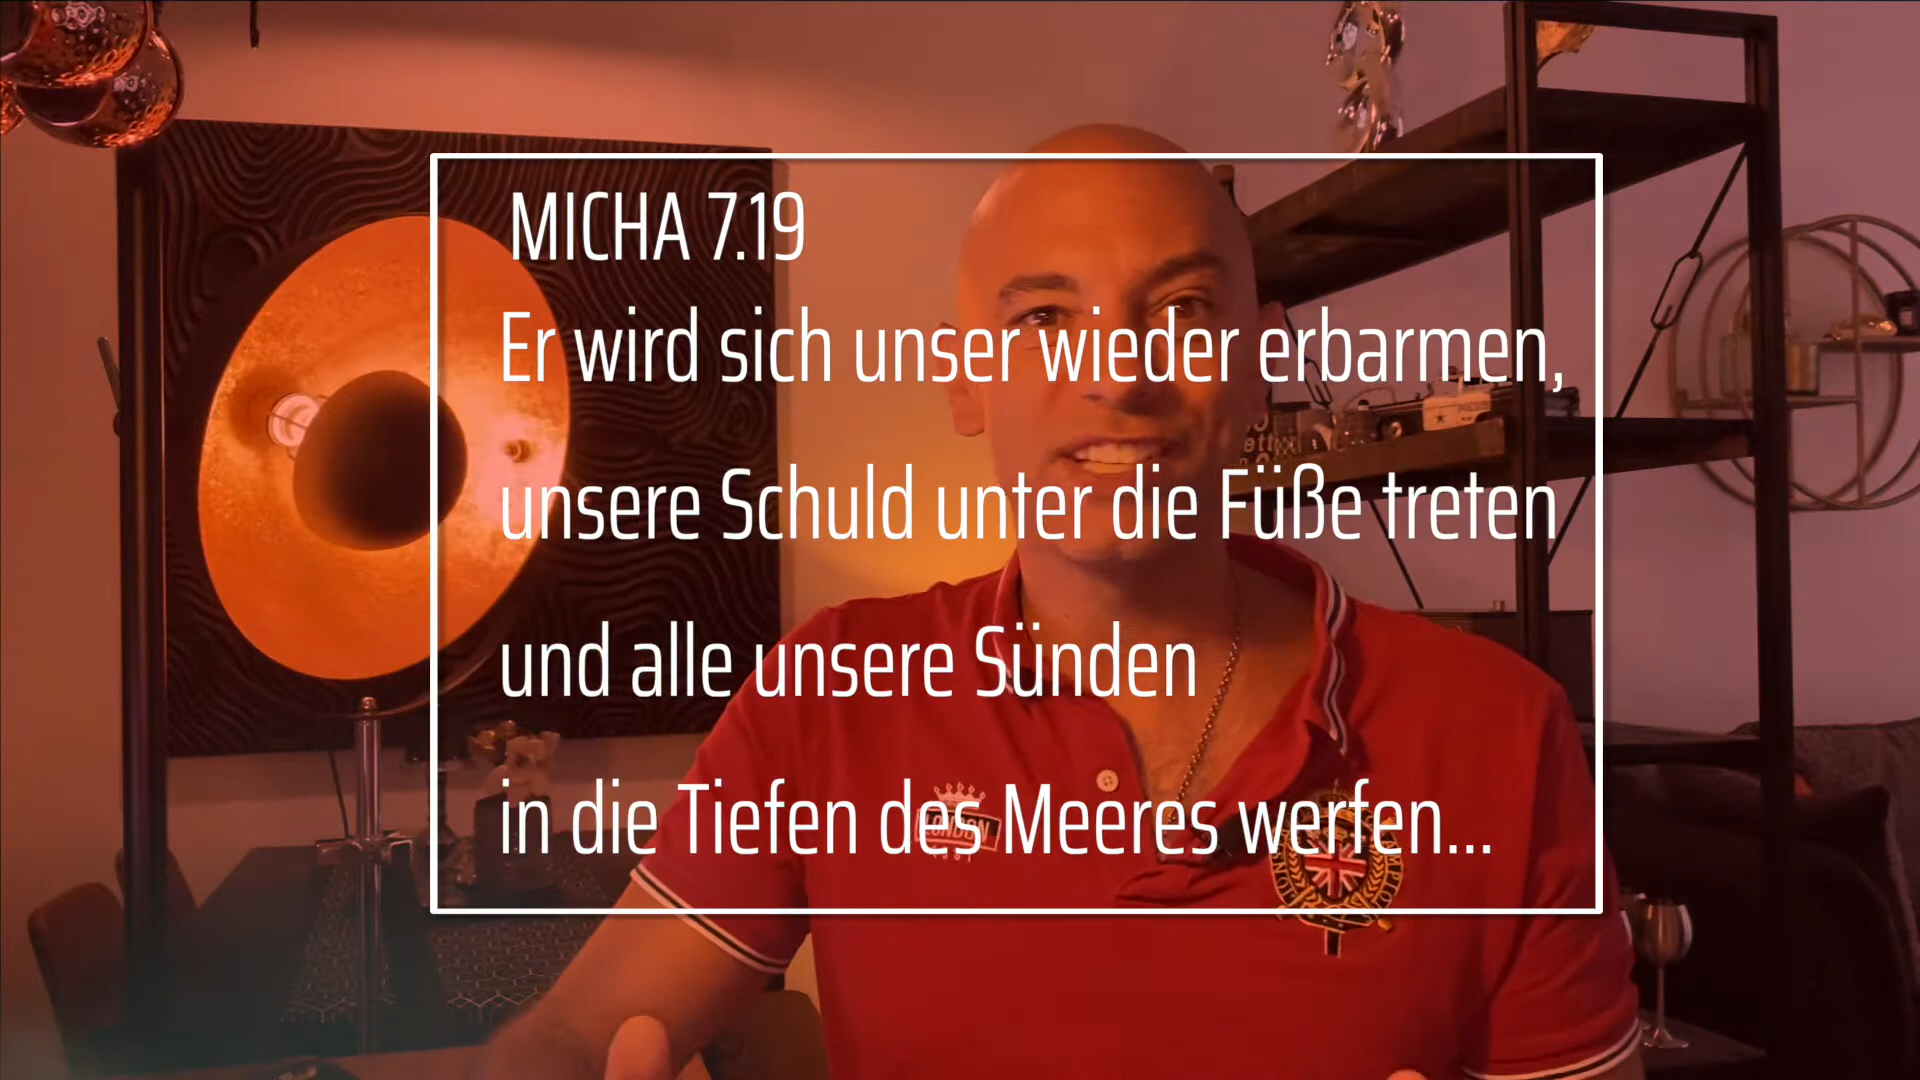 MICHA 7.19
Er wird sich unser wieder erbarmen,
unsere Schuld unter die Füße treten
und alle unsere Sünden
in die Tiefen des Meeres werfen...
LONDON